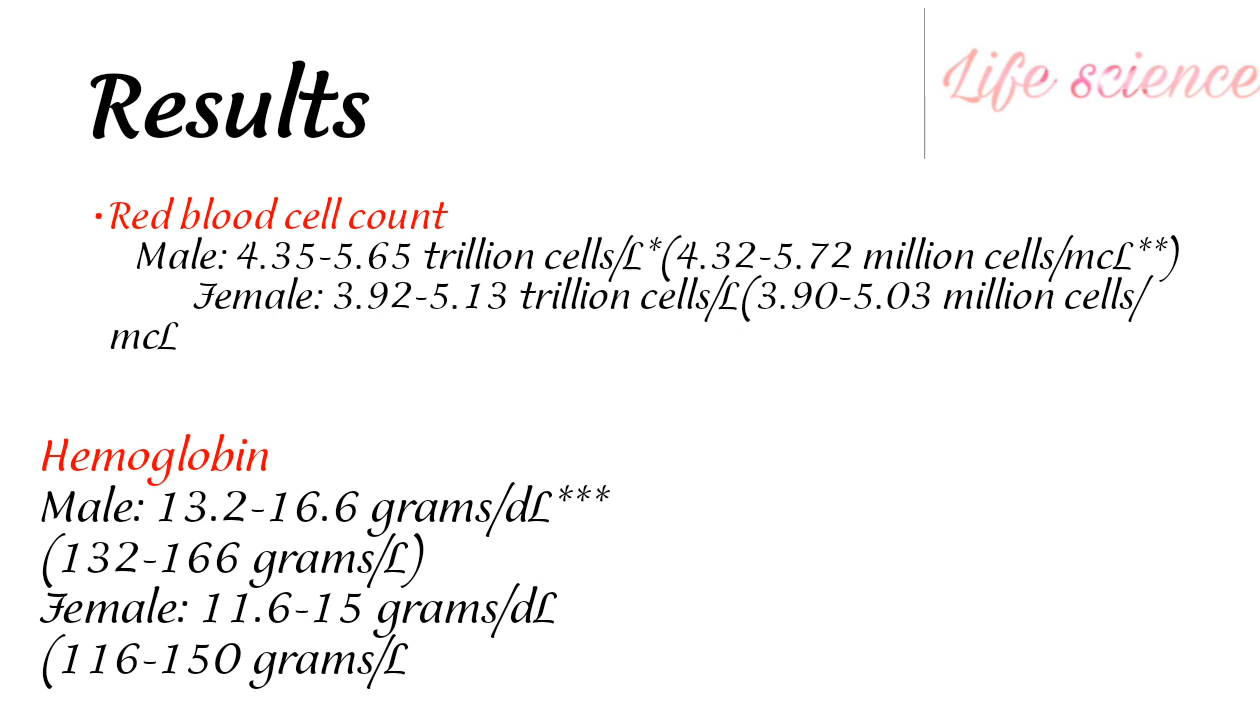 Results
Life science
•Red blood cell count
Male: 4.35-5.65 trillion cells/L*(4.32-5.72 million cells/mcL**)
Female: 3.92-5.13 trillion cells/L(3.90-5.03 million cells/
mcL
Hemoglobin
Male: 13.2-16.6 grams/dL***
(132-166 grams/L)
Female: 11.6-15 grams/dL
(116-150 grams/L